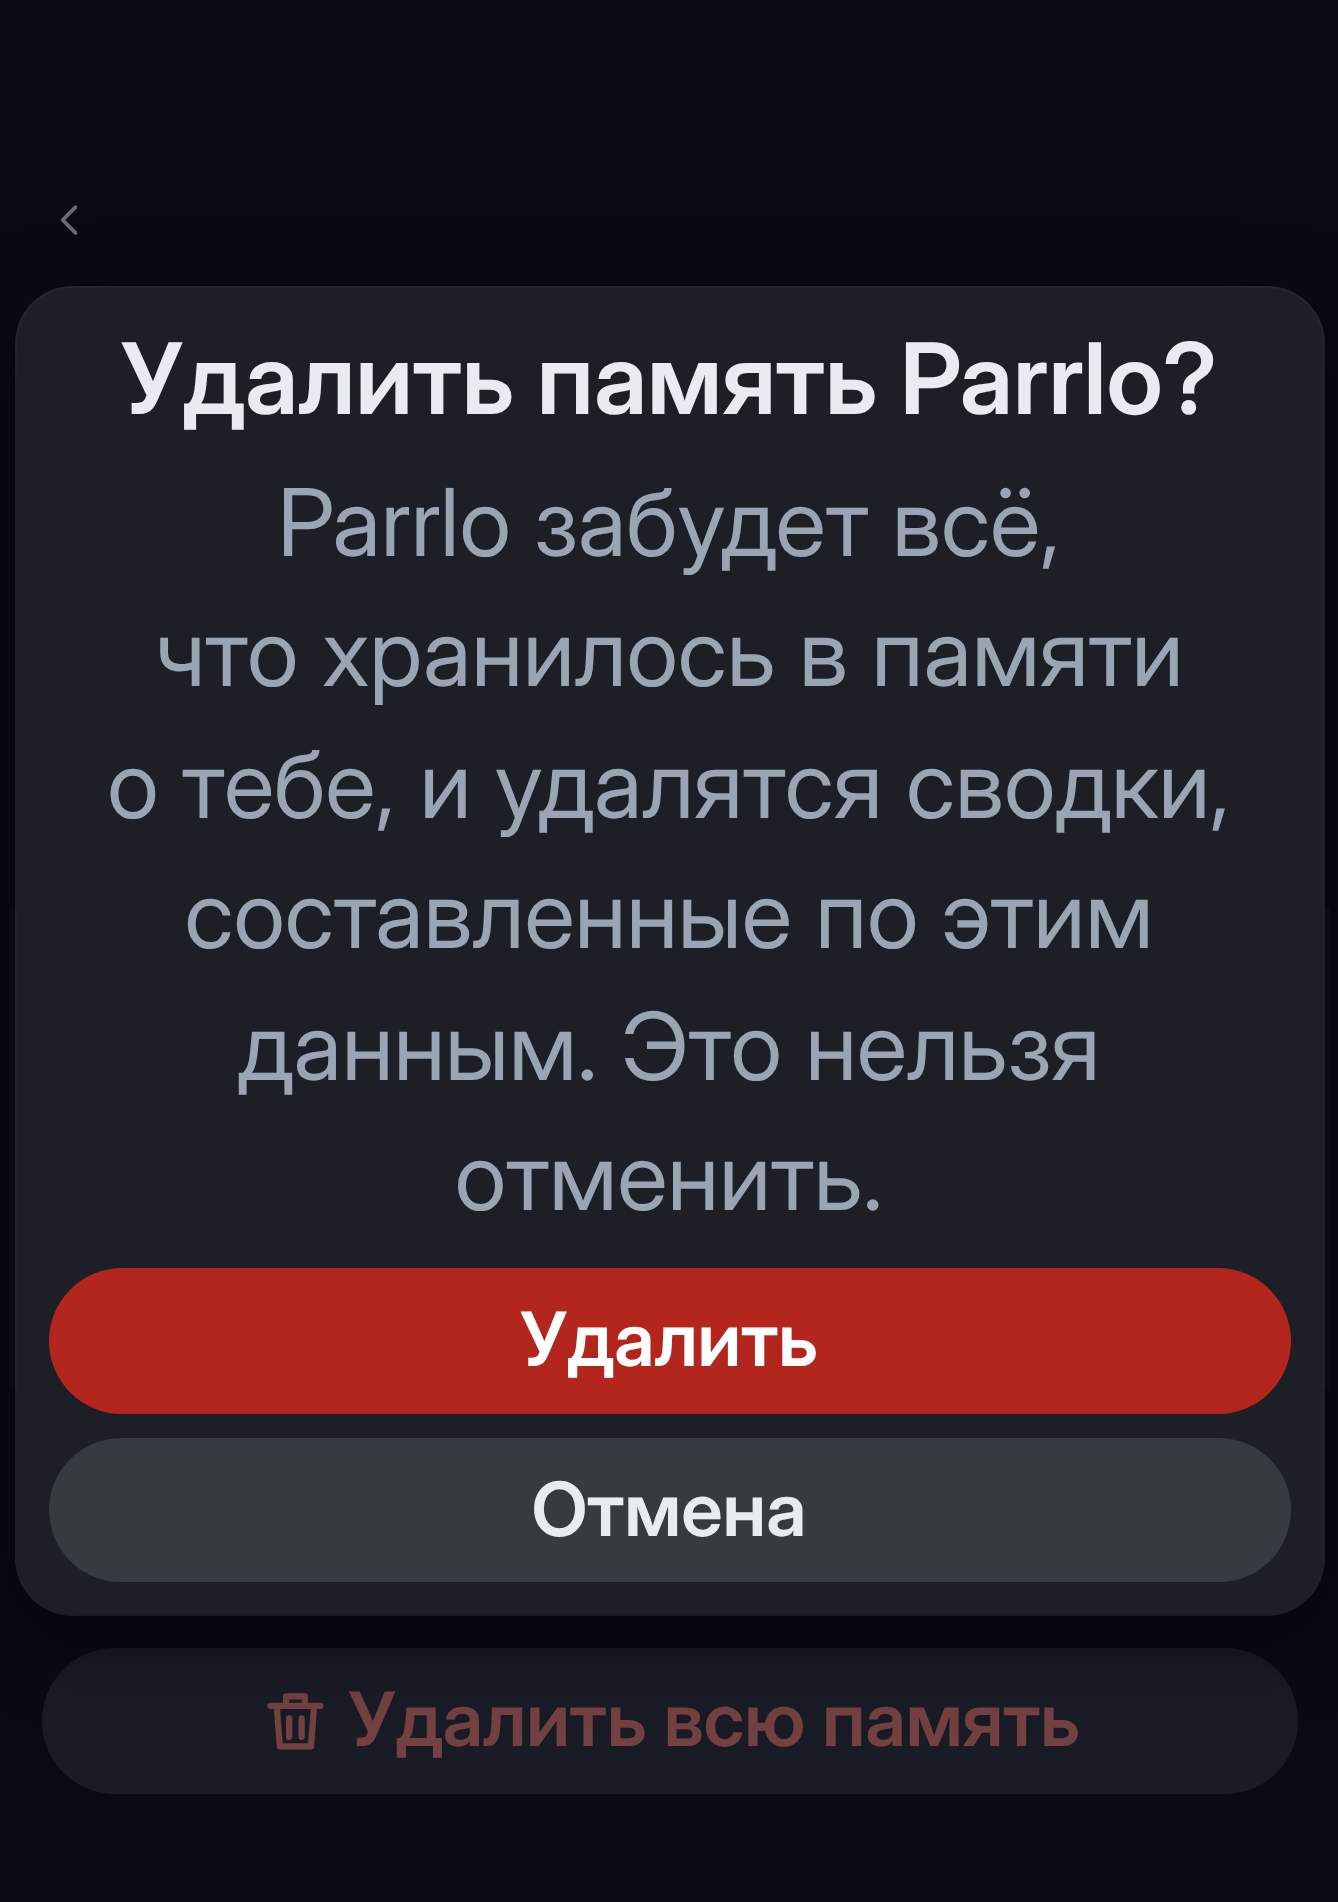 Удалить память Parrlo?
Parrlo забудет всё,
что хранилось в памяти
о тебе, и удалятся сводки,
составленные по этим
данным. Это нельзя
отменить.
Удалить
Отмена
Удалить всю память